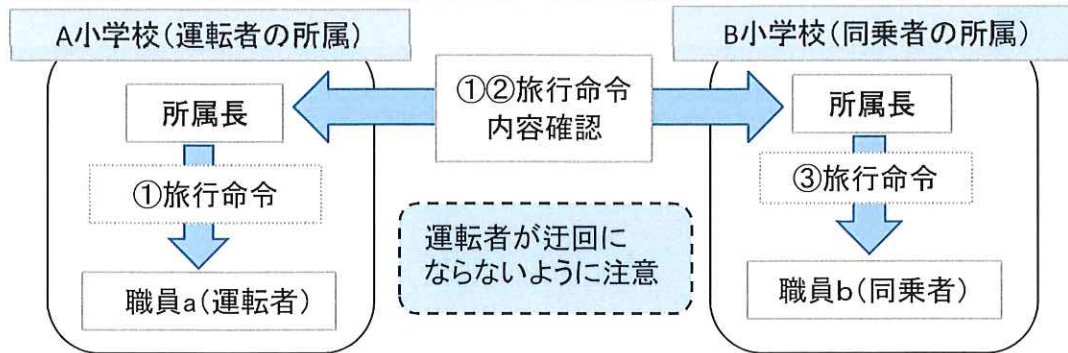 A小学校(運転者の所属)
B小学校(同乗者の所属)
所属長
①②旅行命令
内容確認
所属長
①旅行命令
③旅行命令
運転者が迂回に
ならないように注意
職員a(運転者)
職員b(同乗者)